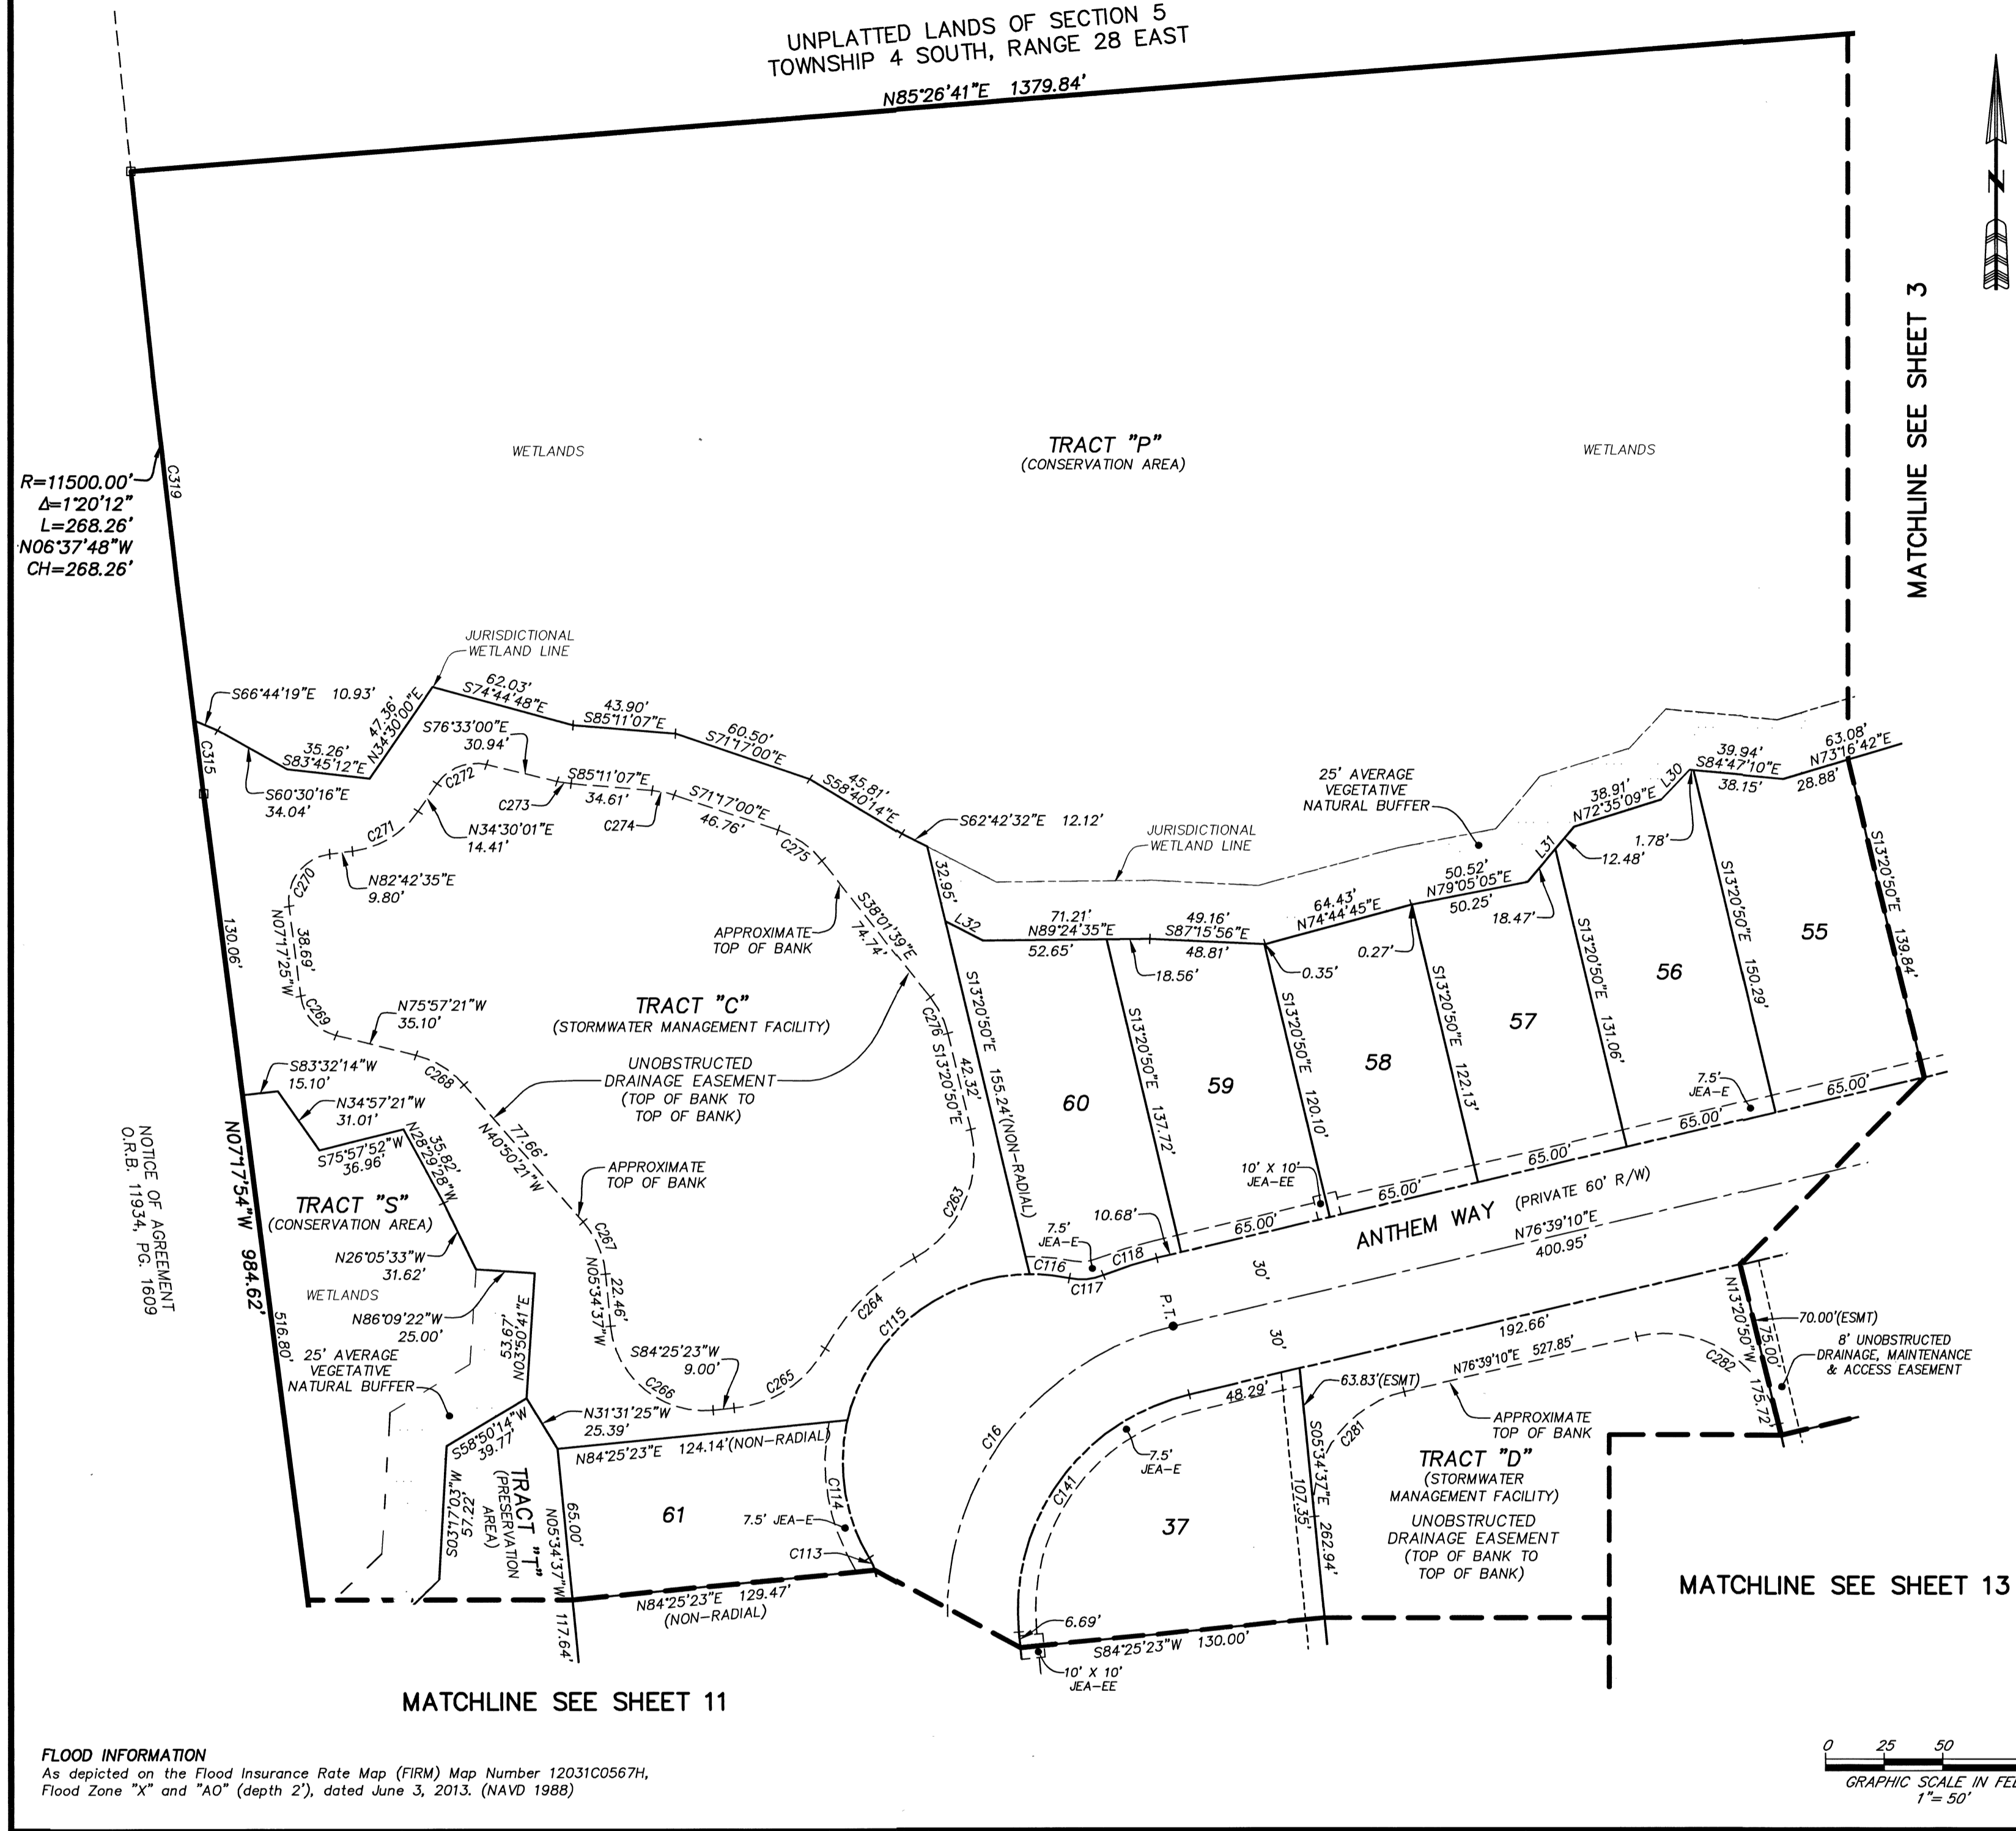 UNPLATTED LANDS OF SECTION 5
TOWNSHIP 4 SOUTH, RANGE 28 EAST
N85°26'41"E 1379.84'
N
MATCHLINE SEE SHEET 3
TRACT "P"
(CONSERVATION AREA)
WETLANDS
WETLANDS
C319
R=11500.00'
Δ=1°20'12"
L=268.26'
N06°37'48"W
CH=268.26'
JURISDICTIONAL
WETLAND LINE
S66°44'19"E 10.93'
C315
S60°30'16"E
34.04'
35.26'
S83°45'12"E
47.36'
N34°30'00"E
62.03'
S74°44'48"E
S76°33'00"E
30.94'
43.90'
S85°11'07"E
60.50'
S71°17'00"E
45.81'
S58°40'14"E
S62°42'32"E 12.12'
C272
C273
S85°11'07"E
34.61'
C274
S71°17'00"E
46.76'
C275
C271
N34°30'01"E
14.41'
C270
N82°42'35"E
9.80'
N07°17'25"W
38.69'
C269
130.06'
APPROXIMATE
TOP OF BANK
S38°01'39"E
74.74'
C276
S13°20'50"E
42.32'
TRACT "C"
(STORMWATER MANAGEMENT FACILITY)
UNOBSTRUCTED
DRAINAGE EASEMENT
(TOP OF BANK TO
TOP OF BANK)
N75°57'21"W
35.10'
C268
77.66'
N40°50'21"W
APPROXIMATE
TOP OF BANK
C267
22.46'
N05°34'37"W
C266
S84°25'23"W
9.00'
C265
C264
C263
S83°32'14"W
15.10'
N34°57'21"W
31.01'
S75°57'52"W
36.96'
35.82'
N28°29'28"W
TRACT "S"
(CONSERVATION AREA)
N26°05'33"W
31.62'
WETLANDS
N86°09'22"W
25.00'
N03°50'41"E
53.67'
25' AVERAGE
VEGETATIVE
NATURAL BUFFER
N31°31'25"W
25.39'
S58°50'14"W
39.77'
S03°47'03"W
57.22'
TRACT "T"
(PRESERVATION
AREA)
N07°17'54"W 984.62'
516.80'
NOTICE OF AGREEMENT
O.R.B. 11934, PG. 1609
N84°25'23"E 124.14'(NON-RADIAL)
65.00'
N05°34'37"W 117.64'
61
7.5' JEA-E
C114
C113
N84°25'23"E 129.47'
(NON-RADIAL)
C115
32.95'
L32
JURISDICTIONAL
WETLAND LINE
25' AVERAGE
VEGETATIVE
NATURAL BUFFER
71.21'
N89°24'35"E
52.65'
18.56'
49.16'
S87°15'56"E
48.81'
0.35'
64.43'
N74°44'45"E
0.27'
50.52'
N79°05'05"E
50.25'
18.47'
L31
12.48'
38.91'
N72°35'09"E
L30
1.78'
39.94'
S84°47'10"E
38.15'
63.08'
N73°16'42"E
28.88'
S13°20'50"E 155.24'(NON-RADIAL)
60
S13°20'50"E 137.72'
59
S13°20'50"E 120.10'
58
S13°20'50"E 122.13'
57
S13°20'50"E 131.06'
56
S13°20'50"E 150.29'
55
S13°20'50"E 139.84'
7.5'
JEA-E
65.00'
65.00'
65.00'
65.00'
65.00'
10' X 10'
JEA-EE
10.68'
7.5'
JEA-E
C116
C117
C118
ANTHEM WAY (PRIVATE 60' R/W)
N76°39'10"E
400.95'
30'
30'
P.T.
C16
192.66'
48.29'
63.83'(ESMT)
N76°39'10"E 527.85'
C281
C282
N13°20'50"W 175.72'
75.00'
70.00'(ESMT)
8' UNOBSTRUCTED
DRAINAGE, MAINTENANCE
& ACCESS EASEMENT
APPROXIMATE
TOP OF BANK
TRACT "D"
(STORMWATER
MANAGEMENT FACILITY)
UNOBSTRUCTED
DRAINAGE EASEMENT
(TOP OF BANK TO
TOP OF BANK)
7.5'
JEA-E
C141
37
S05°34'37"E 262.94'
107.35'
6.69'
S84°25'23"W 130.00'
10' X 10'
JEA-EE
MATCHLINE SEE SHEET 13
MATCHLINE SEE SHEET 11
FLOOD INFORMATION
As depicted on the Flood Insurance Rate Map (FIRM) Map Number 12031C0567H,
Flood Zone "X" and "AO" (depth 2'), dated June 3, 2013. (NAVD 1988)
0 25 50
GRAPHIC SCALE IN FEE
1"= 50'